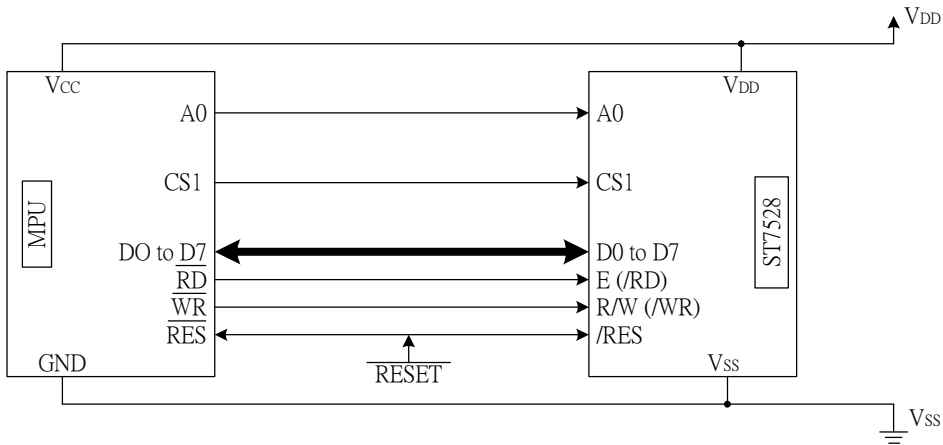 VDD
VCC
VDD
A0
A0
CS1
CS1
MPU
ST7528
DO to D7
D0 to D7
RD
E (/RD)
WR
R/W (/WR)
RES
/RES
RESET
GND
VSS
VSS